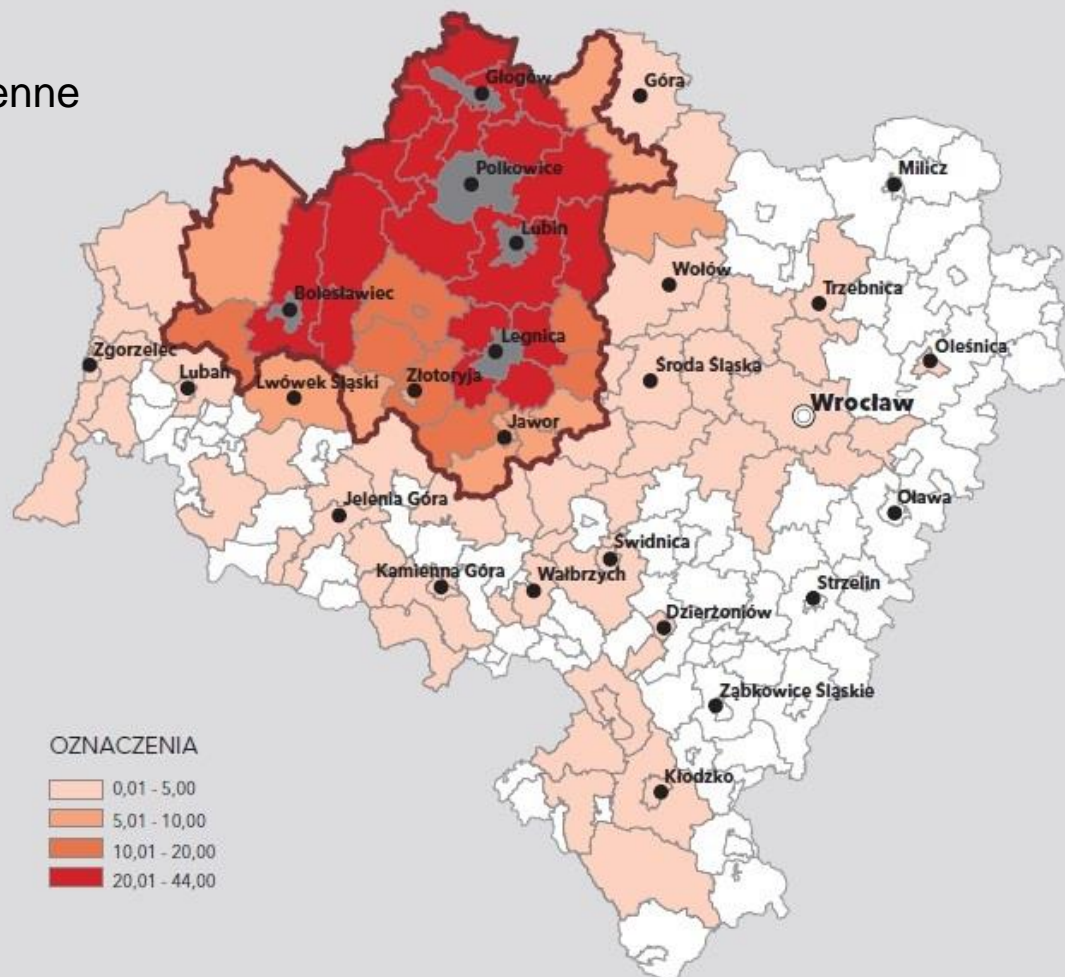 enne
Głogów
Góra
Polkowice
Milicz
Lubin
Wołów
Trzebnica
Bolesławiec
Legnica
Oleśnica
Zgorzelec
Lubań
Lwówek Śląski
Złotoryja
Środa Śląska
Wrocław
Jawor
Jelenia Góra
Oława
Świdnica
Kamienna Góra
Wałbrzych
Strzelin
Dzierżoniów
Ząbkowice Śląskie
Kłodzko
OZNACZENIA
0,01 - 5,00
5,01 - 10,00
10,01 - 20,00
20,01 - 44,00